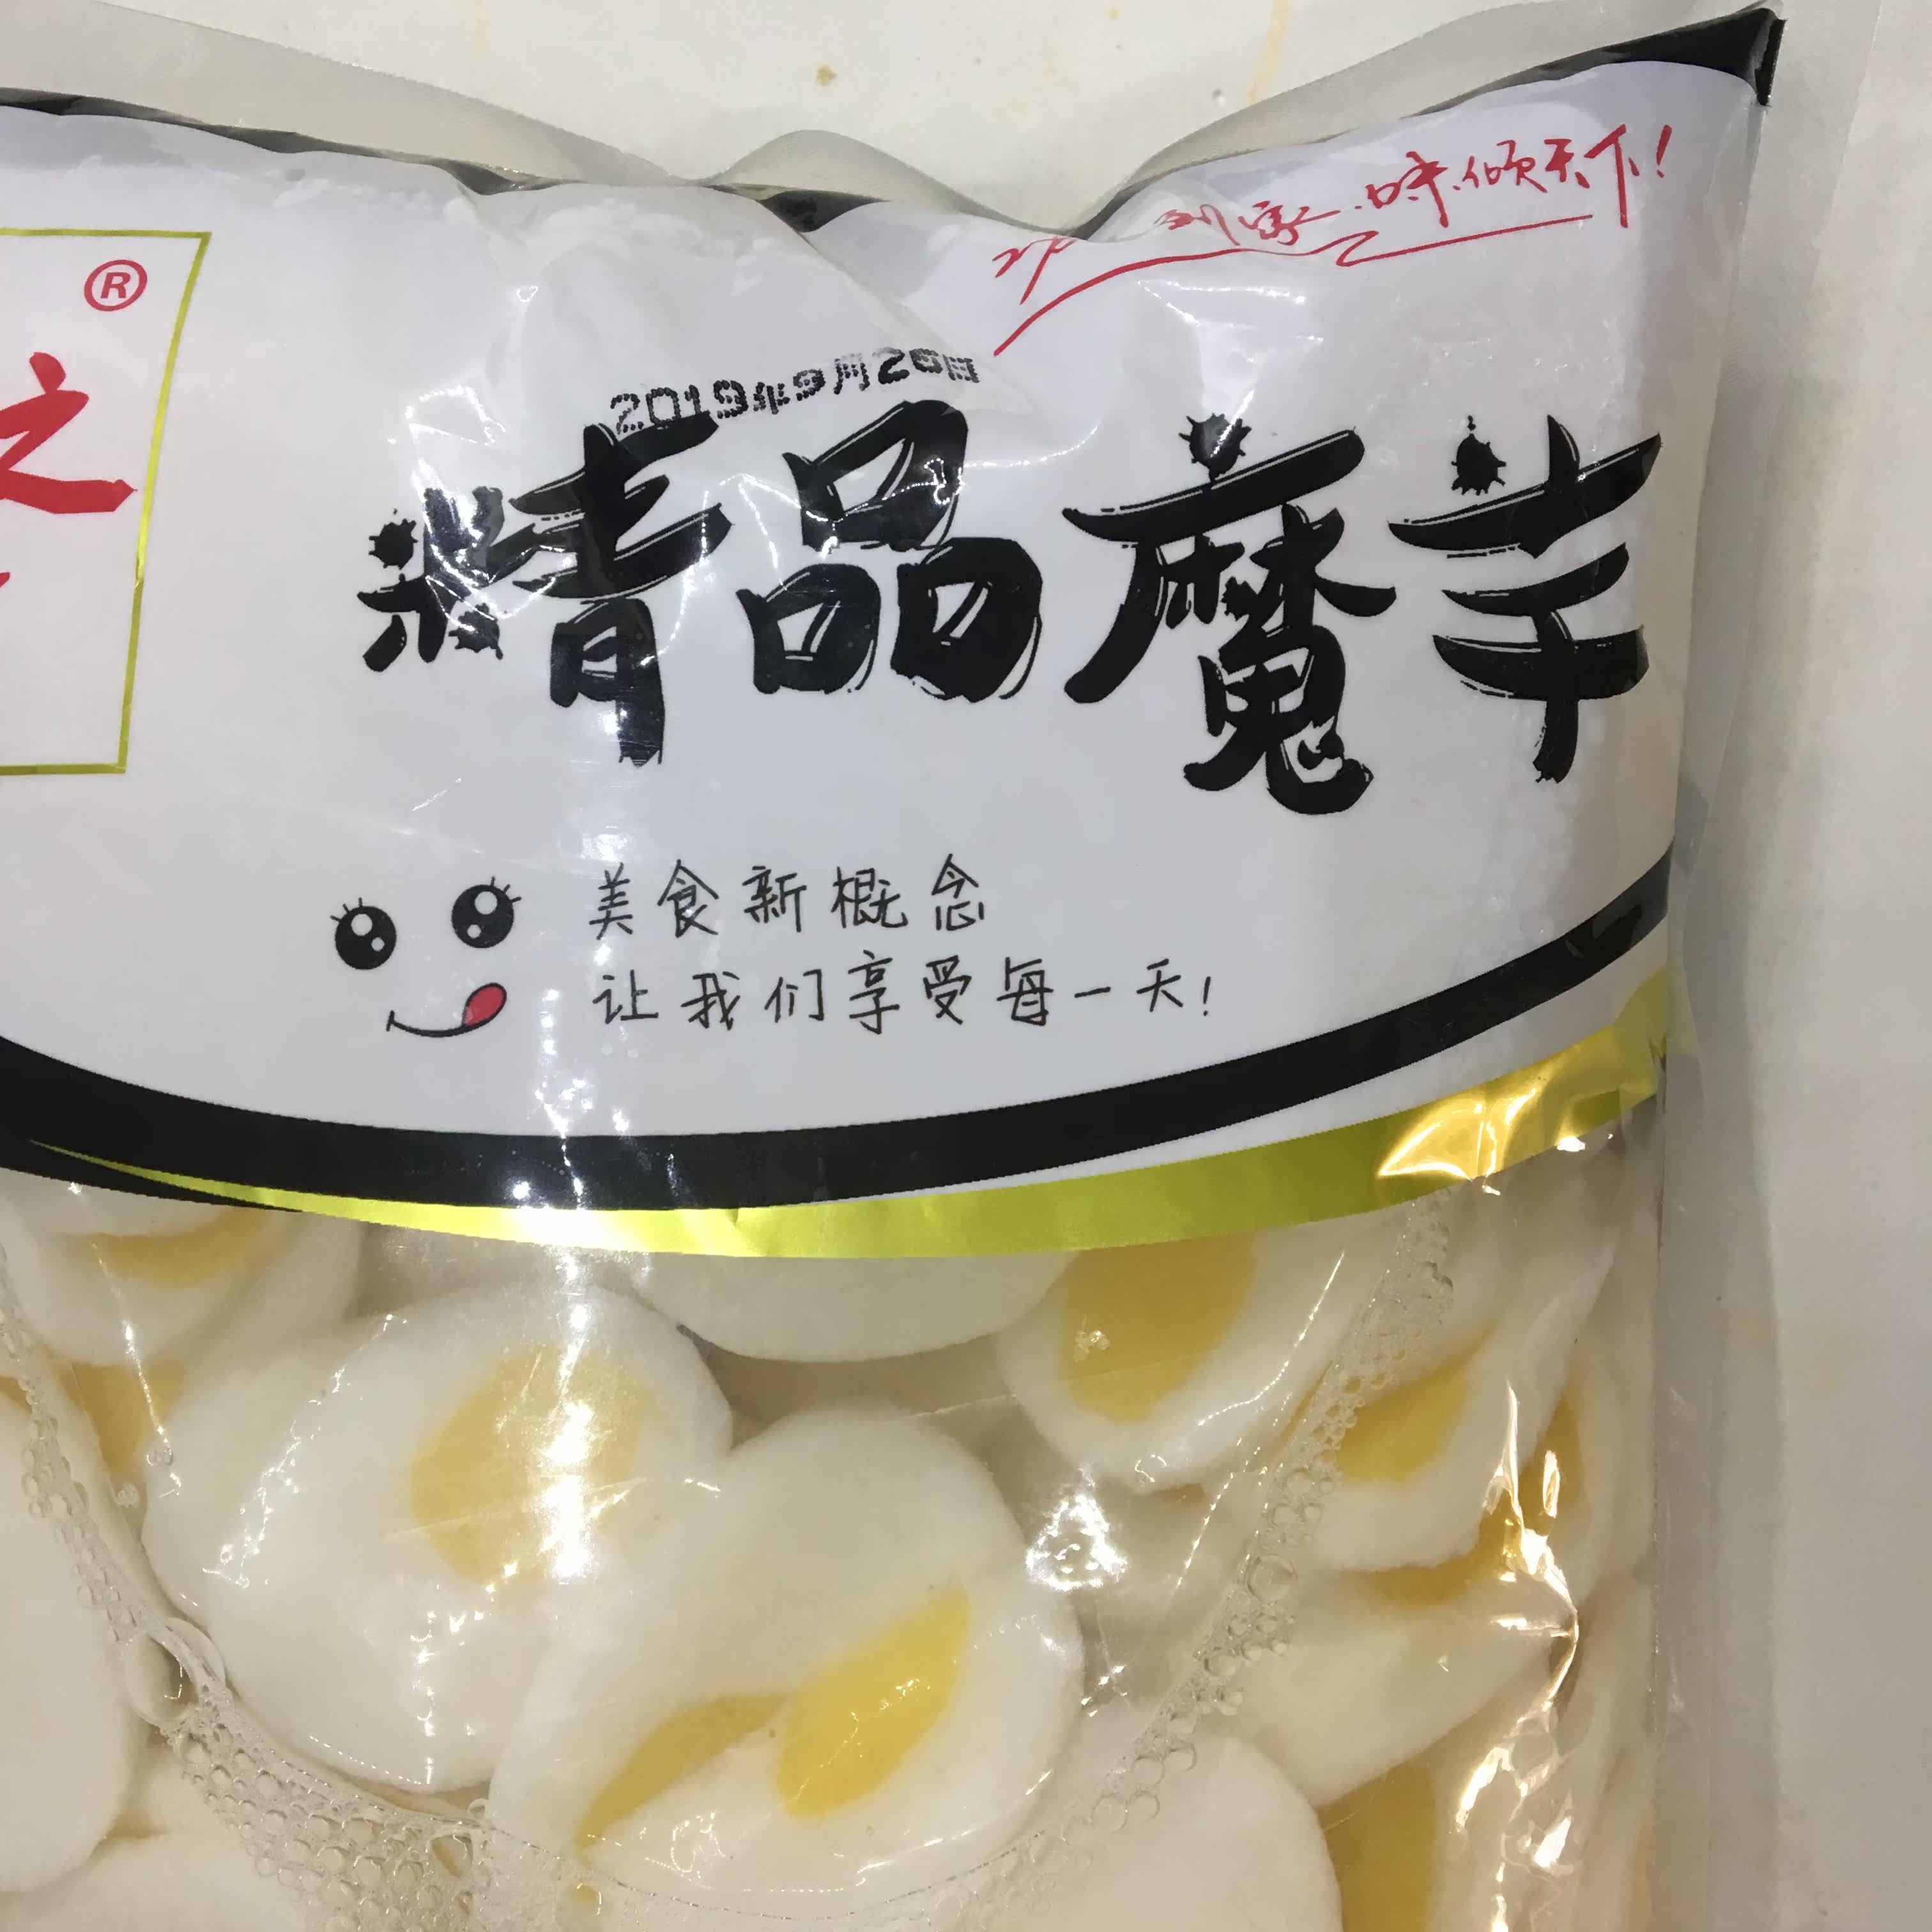 味倾天下!
®
之
2019年9月26日
精品魔芋
美食新概念
让我们享受每一天!